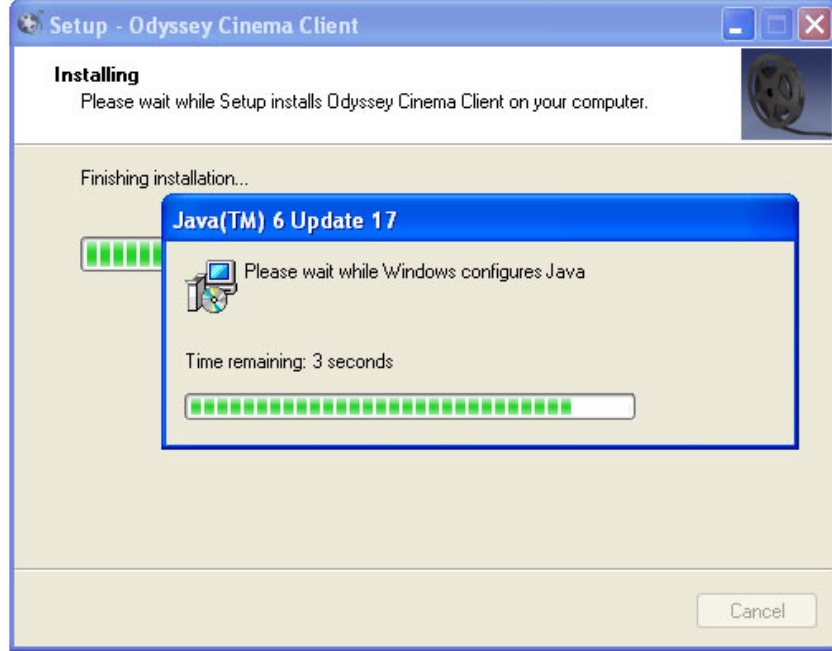 Setup - Odyssey Cinema Client
Installing
Please wait while Setup installs Odyssey Cinema Client on your computer.
Finishing installation...
Java(TM) 6 Update 17
Please wait while Windows configures Java
Time remaining: 3 seconds
Cancel